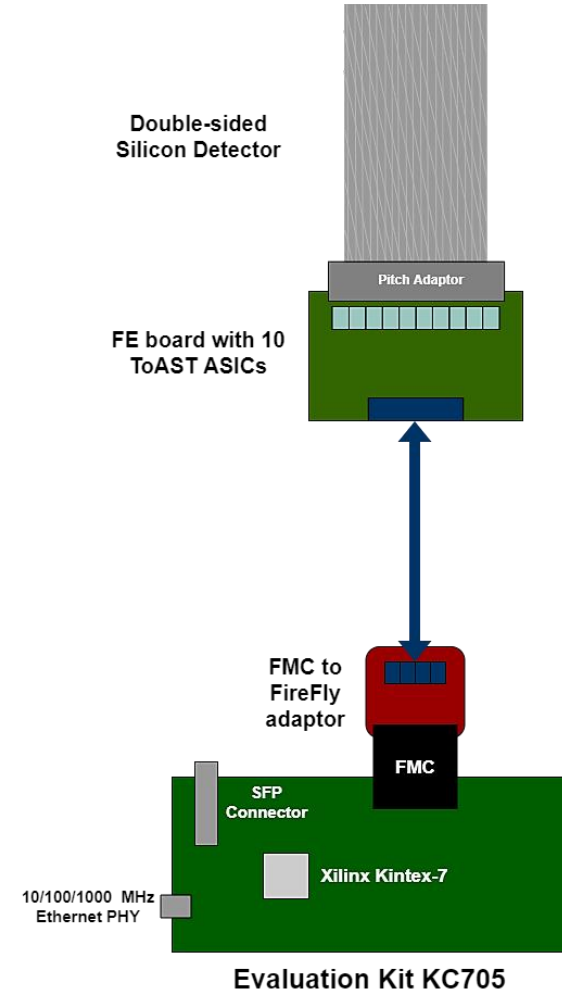 Double-sided
Silicon Detector
Pitch Adaptor
FE board with 10
ToAST ASICs
FMC to
FireFly
adaptor
FMC
SFP
Connector
Xilinx Kintex-7
10/100/1000 MHz
Ethernet PHY
Evaluation Kit KC705